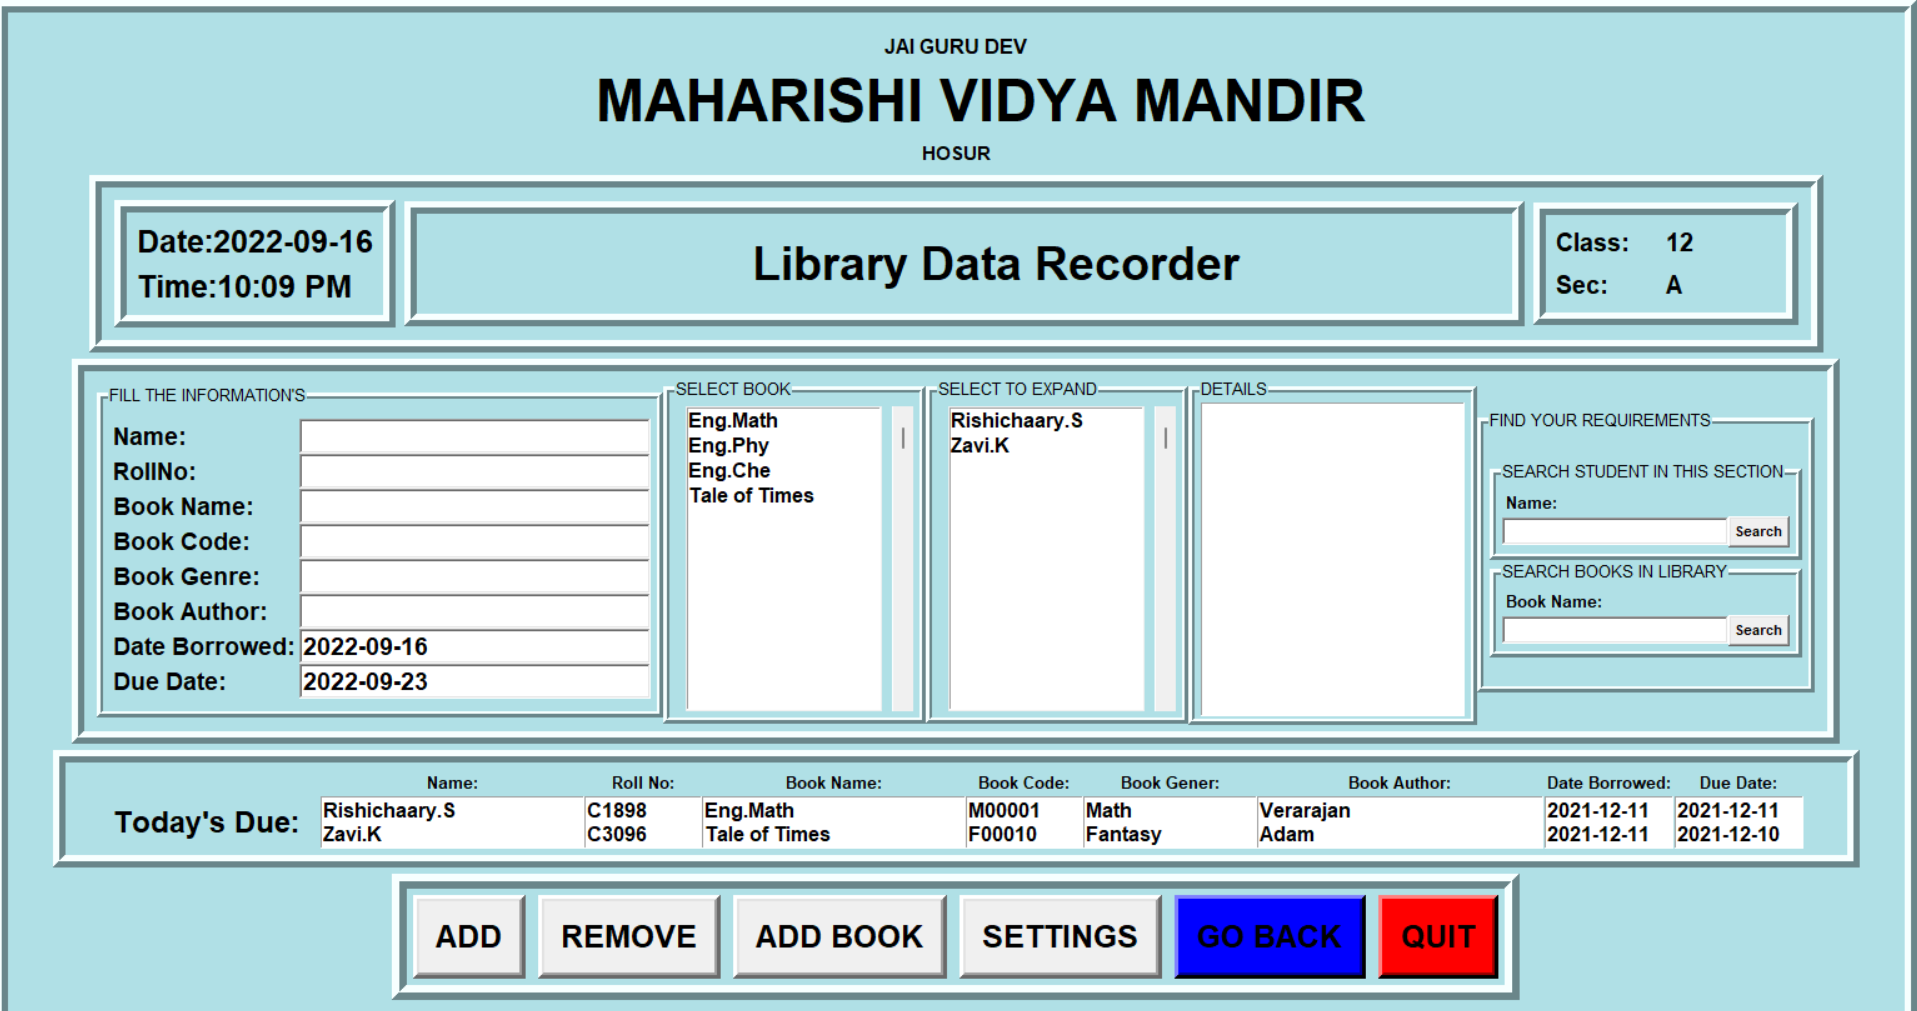 JAI GURU DEV
MAHARISHI VIDYA MANDIR
HOSUR
Date:2022-09-16
Time:10:09 PM
Library Data Recorder
Class: 12
Sec: A
FILL THE INFORMATION'S
Name:
RollNo:
Book Name:
Book Code:
Book Genre:
Book Author:
Date Borrowed: 2022-09-16
Due Date: 2022-09-23
SELECT BOOK
Eng.Math
Eng.Phy
Eng.Che
Tale of Times
SELECT TO EXPAND
Rishichaary.S
Zavi.K
DETAILS
FIND YOUR REQUIREMENTS
SEARCH STUDENT IN THIS SECTION
Name:
Search
SEARCH BOOKS IN LIBRARY
Book Name:
Search
Today's Due:
Name: Roll No: Book Name: Book Code: Book Gener: Book Author: Date Borrowed: Due Date:
Rishichaary.S C1898 Eng.Math M00001 Math Verarajan 2021-12-11 2021-12-11
Zavi.K C3096 Tale of Times F00010 Fantasy Adam 2021-12-11 2021-12-10
ADD REMOVE ADD BOOK SETTINGS GO BACK QUIT